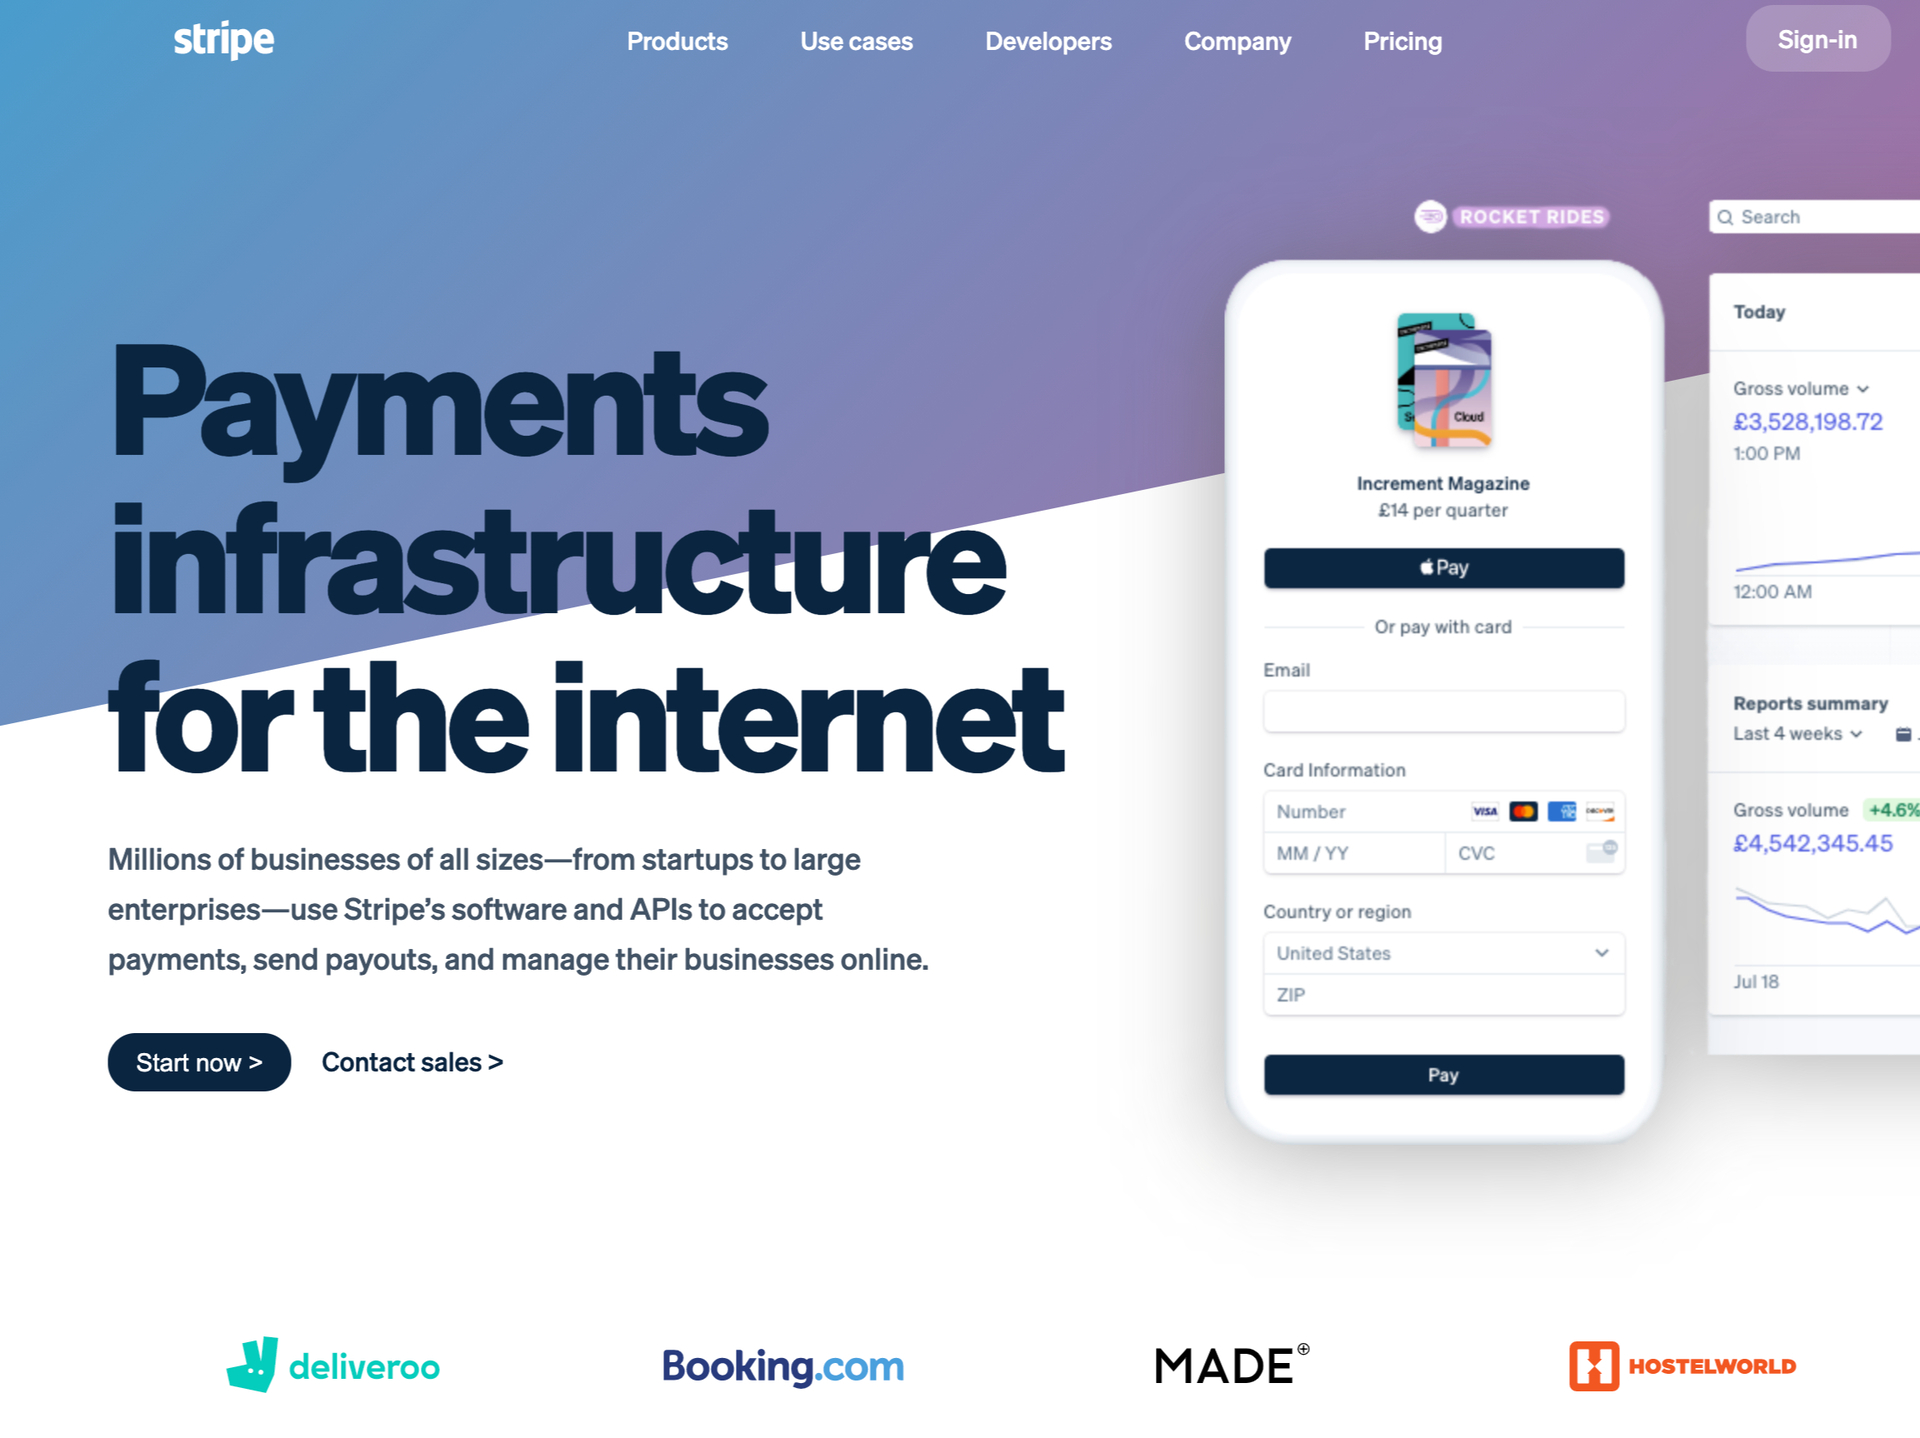 stripe
Products
Use cases
Developers
Company
Pricing
Sign-in
Payments
infrastructure
for the internet
Millions of businesses of all sizes—from startups to large
enterprises—use Stripe’s software and APIs to accept
payments, send payouts, and manage their businesses online.
Start now >
Contact sales >
ROCKET RIDES
Cloud
Increment Magazine
£14 per quarter
Pay
Or pay with card
Email
Card Information
Number
VISA
MM / YY
CVC
Country or region
United States
ZIP
Pay
Search
Today
Gross volume
£3,528,198.72
1:00 PM
12:00 AM
Reports summary
Last 4 weeks
Gross volume +4.6%
£4,542,345.45
Jul 18
deliveroo
Booking.com
MADE
HOSTELWORLD